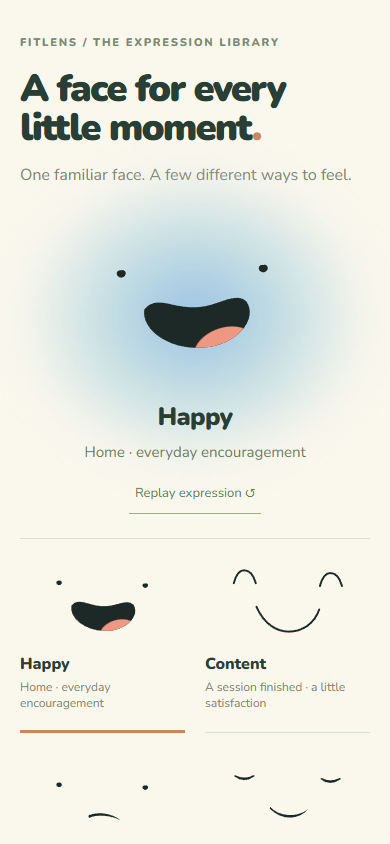 FITLENS / THE EXPRESSION LIBRARY
A face for every
little moment.
One familiar face. A few different ways to feel.
Happy
Home · everyday encouragement
Replay expression ↺
Happy
Home · everyday
encouragement
Content
A session finished · a little
satisfaction